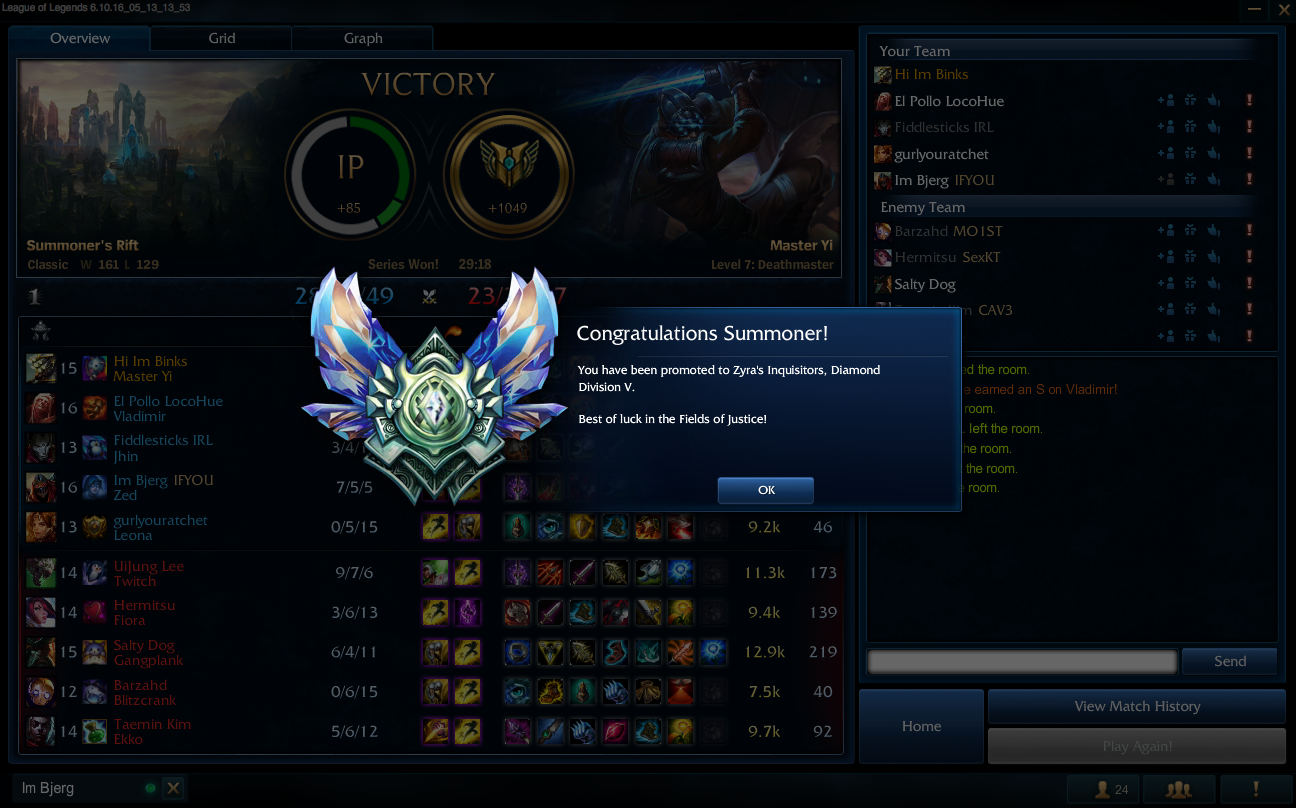 League of Legends 6.10.16_05_13_13_53
Overview
Grid
Graph
VICTORY
IP
+85
+1049
Summoner's Rift
Classic W 161 L 129
Series Won! 29:18
Master Yi
Level 7: Deathmaster
1
49
23/
7
15
Hi Im Binks
Master Yi
16
El Pollo LocoHue
Vladimir
13
Fiddlesticks IRL
Jhin
16
Im Bjerg IFYOU
Zed
7/5/5
13
gurlyouratchet
Leona
0/5/15
9.2k
46
14
UiJung Lee
Twitch
9/7/6
11.3k
173
14
Hermitsu
Fiora
3/6/13
9.4k
139
15
Salty Dog
Gangplank
6/4/11
12.9k
219
12
Barzahd
Blitzcrank
0/6/15
7.5k
40
14
Taemin Kim
Ekko
5/6/12
9.7k
92
Congratulations Summoner!
You have been promoted to Zyra's Inquisitors, Diamond
Division V.
Best of luck in the Fields of Justice!
OK
Your Team
Hi Im Binks
El Pollo LocoHue
Fiddlesticks IRL
gurlyouratchet
Im Bjerg IFYOU
Enemy Team
Barzahd MO1ST
Hermitsu SexKT
Salty Dog
CAV3
the room.
earned an S on Vladimir!
room.
left the room.
the room.
the room.
room.
Send
Home
View Match History
Play Again!
Im Bjerg
24